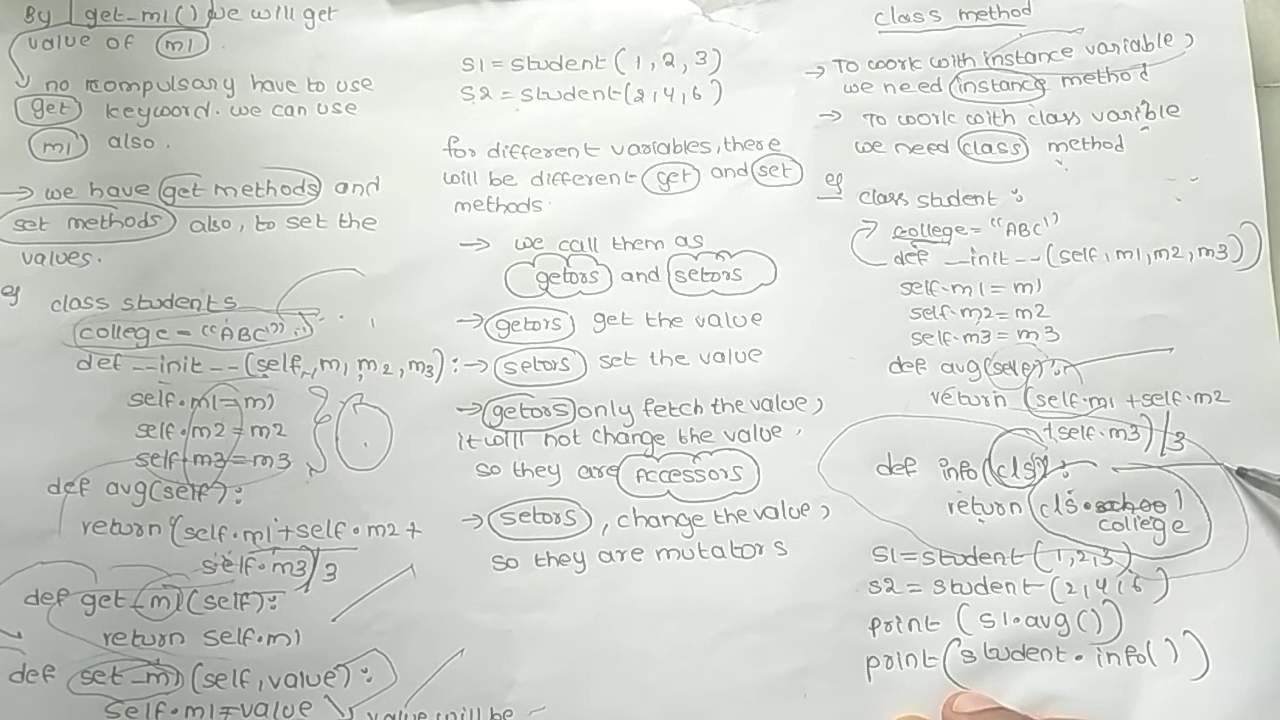 By get-m1() we will get
value of m1.
no compulsary have to use
get keyword. we can use
m1 also.
→ we have get methods and
set methods also, to set the
values.
eg class students
college = "ABC"
def __init__(self, m1, m2, m3):
self.m1 = m1
self.m2 = m2
self.m3 = m3
def avg(self):
return (self.m1 + self.m2 +
self.m3)/3
def get-m1(self):
return self.m1
def set-m1(self, value):
self.m1 = value
value will be
S1 = student(1,2,3)
S2 = student(2,4,6)
for different variables, there
will be different get and set
methods.
→ we call them as
getors and setors
→ getors get the value
→ setors set the value
→ getors only fetch the value,
it will not change the value.
so they are Accessors
→ setors, change the value,
so they are mutators
class method
→ To work with instance variable,
we need instance method
→ To work with class varible
we need class method
eg class student:
college = "ABC"
def __init__(self, m1, m2, m3)
self.m1 = m1
self.m2 = m2
self.m3 = m3
def avg(self):
return (self.m1 + self.m2
+ self.m3)/3
def info(cls):
return cls.
college
S1 = student(1,2,3)
S2 = student(2,4,6)
print (S1.avg())
print (student.info())